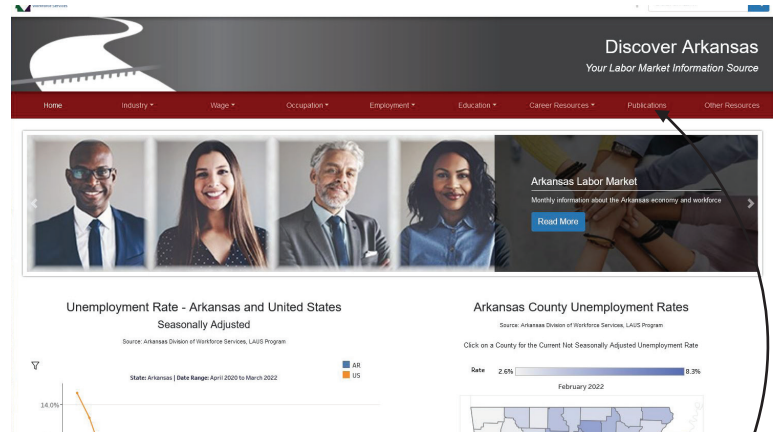 Discover Arkansas
Your Labor Market Information Source
Home
Industry
Wage
Occupation
Employment
Education
Career Resources
Publications
Other Resources
Arkansas Labor Market
Monthly information about the Arkansas economy and workforce
Read More
Unemployment Rate - Arkansas and United States
Seasonally Adjusted
Source: Arkansas Division of Workforce Services, LAUS Program
State: Arkansas | Date Range: April 2020 to March 2022
AR
US
14.0%
Arkansas County Unemployment Rates
Source: Arkansas Division of Workforce Services, LAUS Program
Click on a County for the Current Not Seasonally Adjusted Unemployment Rate
Rate 2.6% 8.3%
February 2022